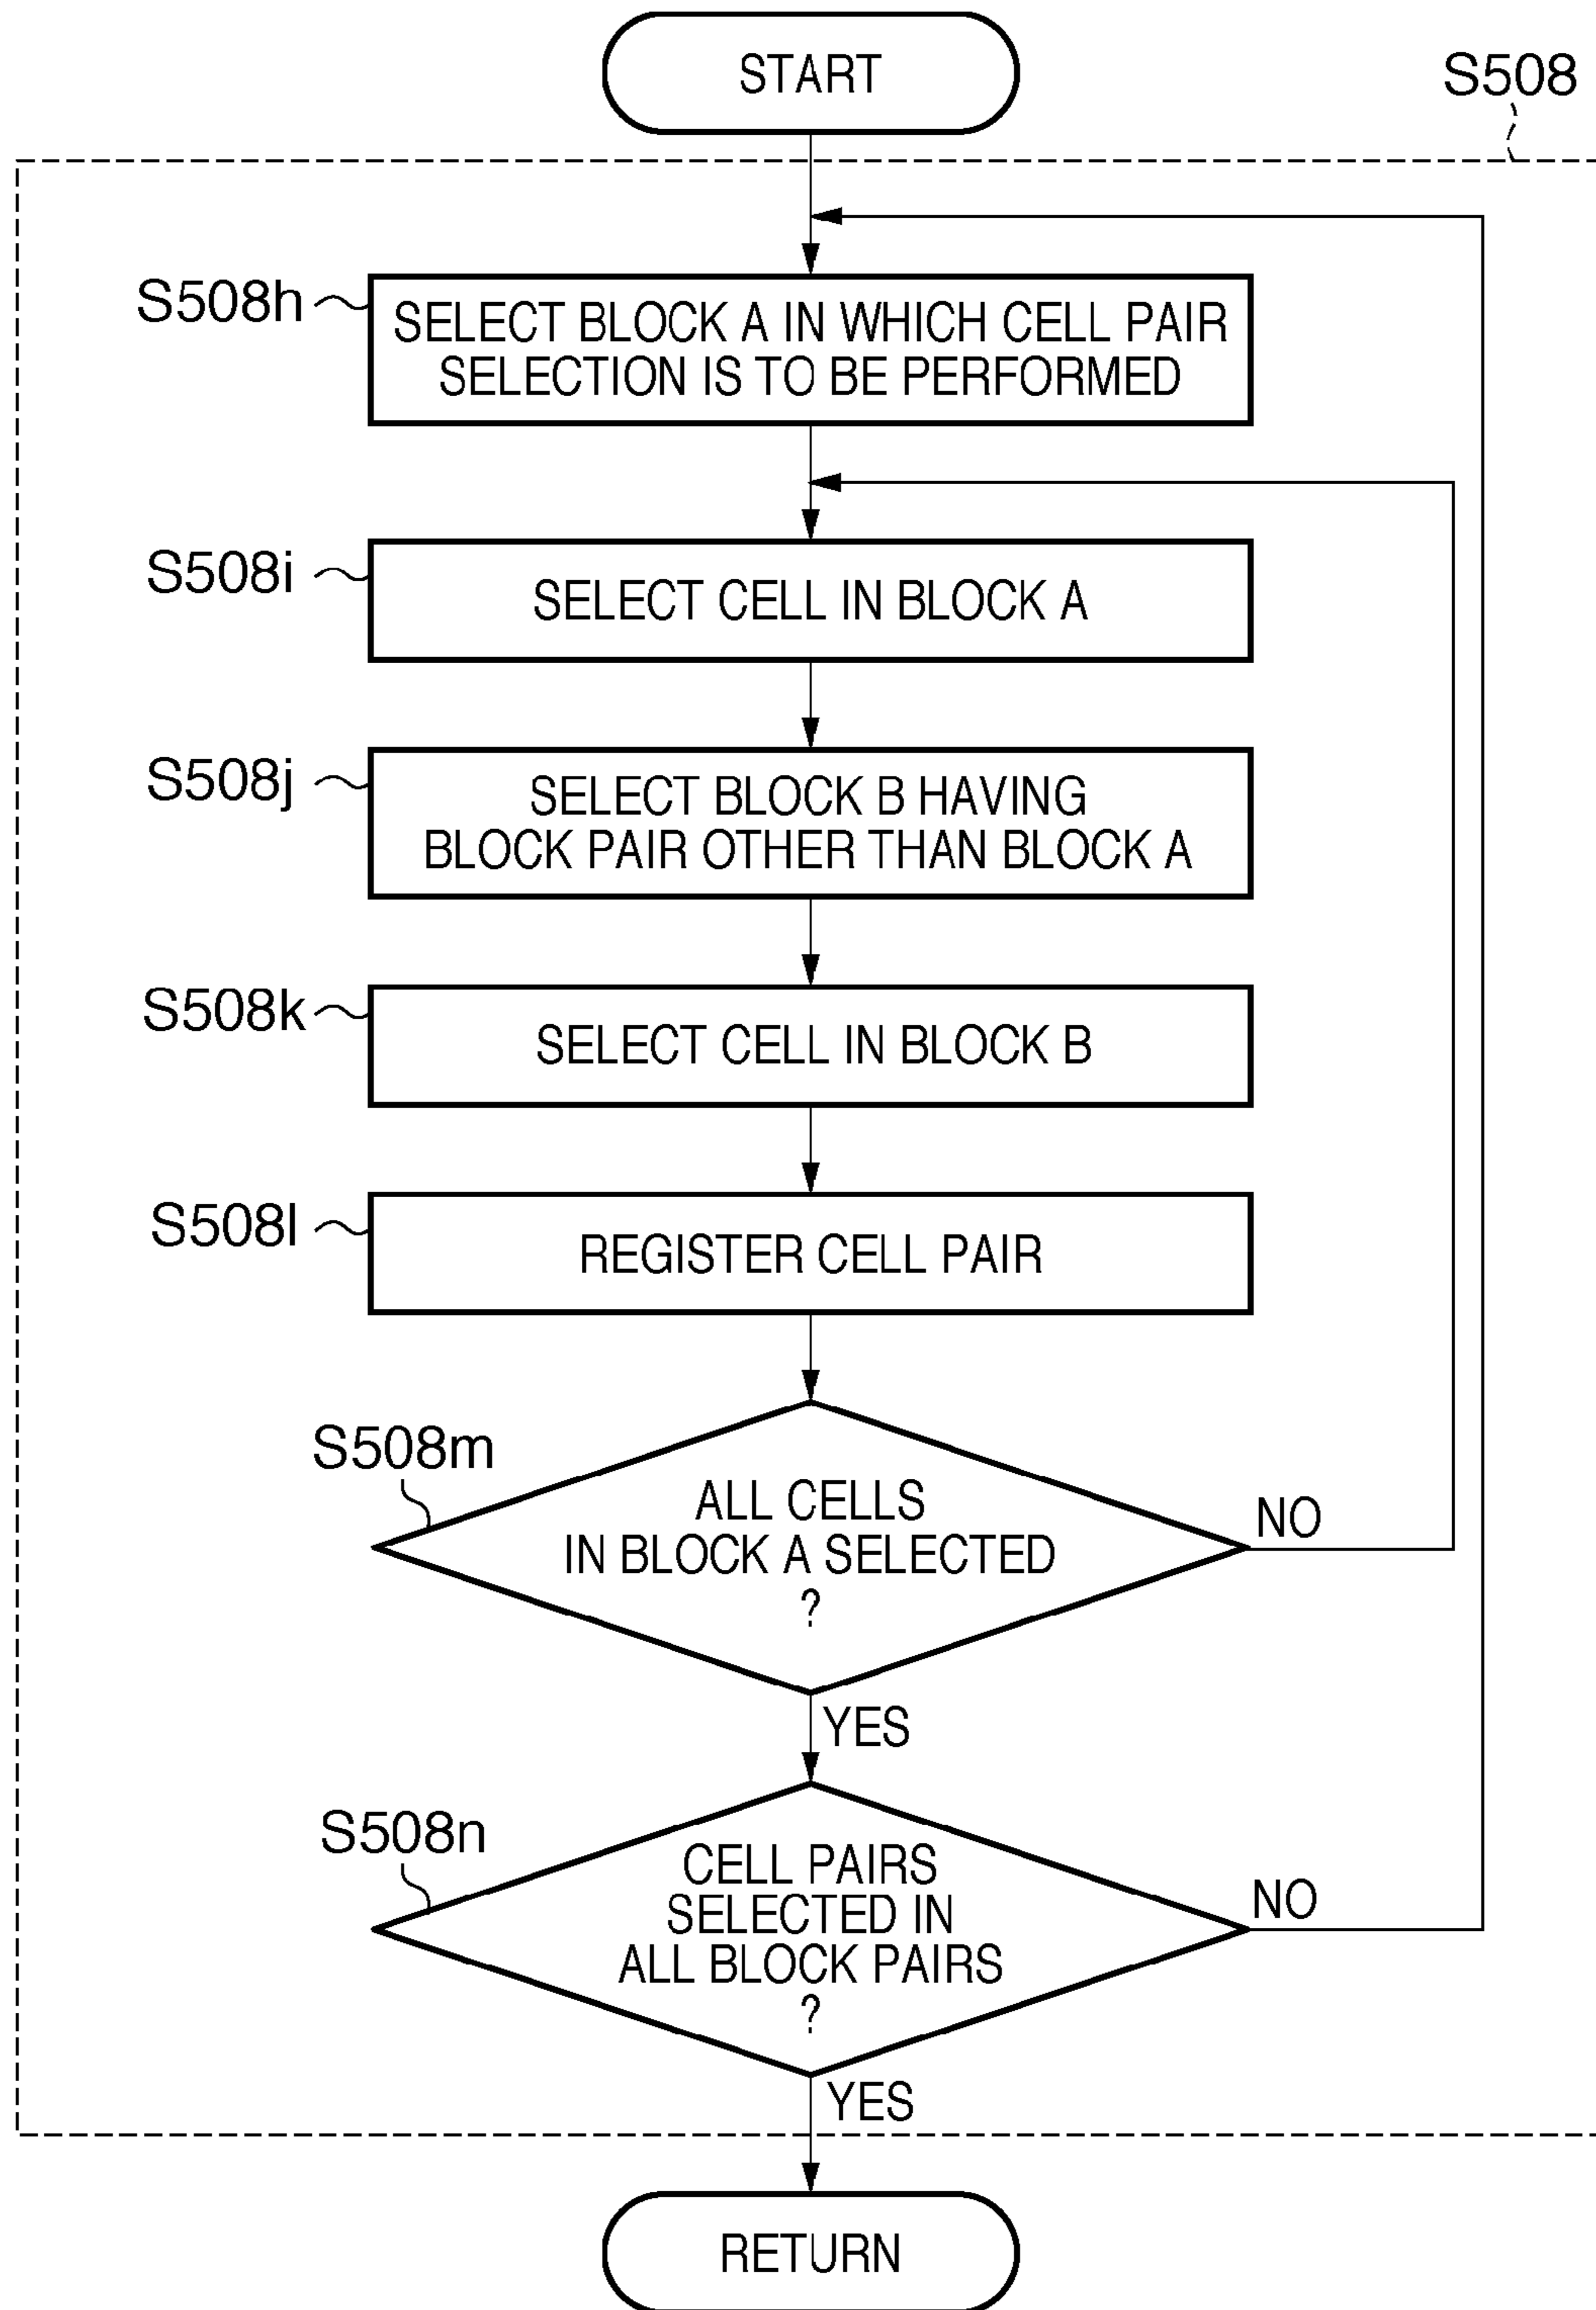 START
S508
S508h
SELECT BLOCK A IN WHICH CELL PAIR
SELECTION IS TO BE PERFORMED
S508i
SELECT CELL IN BLOCK A
S508j
SELECT BLOCK B HAVING
BLOCK PAIR OTHER THAN BLOCK A
S508k
SELECT CELL IN BLOCK B
S508l
REGISTER CELL PAIR
S508m
ALL CELLS
IN BLOCK A SELECTED
?
NO
YES
S508n
CELL PAIRS
SELECTED IN
ALL BLOCK PAIRS
?
NO
YES
RETURN